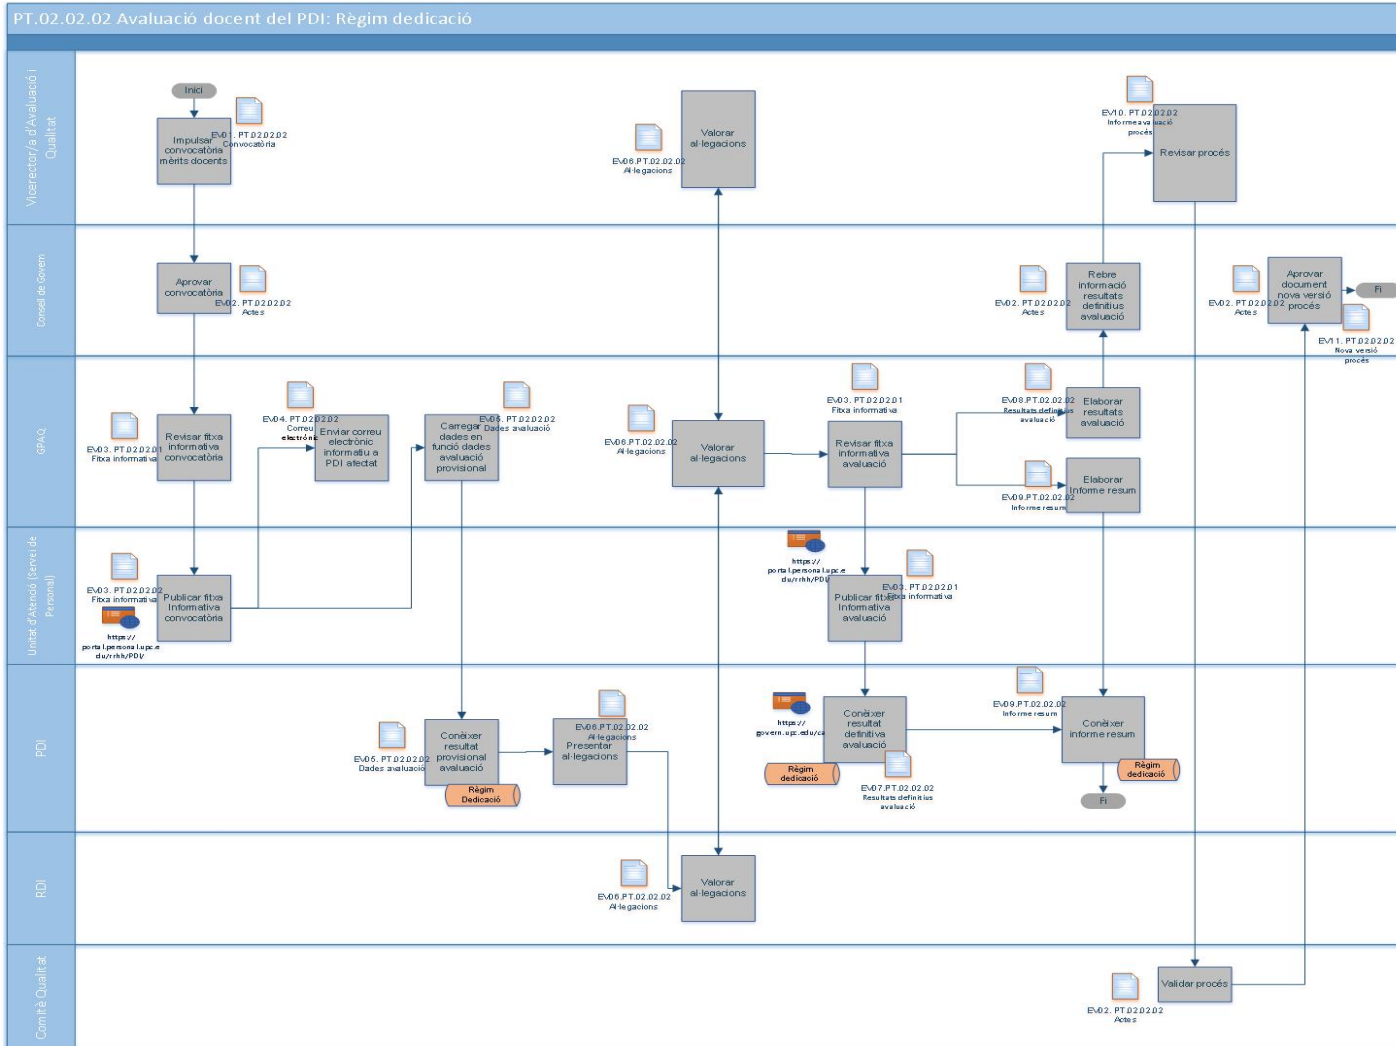 PT.02.02.02 Avaluació docent del PDI: Règim dedicació
Vicerector/a d'Avaluació i
Qualitat
Inici
Impulsar
convocatòria
mèrits docents
EV01. PT.02.02.02
Convocatòria
EV06.PT.02.02.02
Al·legacions
Valorar
al·legacions
EV10. PT.02.02.02
Informe avaluació
procés
Revisar procés
Consell de Govern
Aprovar
convocatòria
EV02. PT.02.02.02
Actes
EV02. PT.02.02.02
Actes
Rebre
informació
resultats
definitius
avaluació
EV02. PT.02.02.02
Actes
Aprovar
document
nova versió
procés
Fi
EV11. PT.02.02.02
Nova versió
procés
GPAQ
EV03. PT.02.02.01
Fitxa informativa
Revisar fitxa
informativa
convocatòria
EV04. PT.02.02.02
Correu
electrònic
Enviar correu
electrònic
informatiu a
PDI afectat
Carregar
dades en
funció dades
avaluació
provisional
EV05. PT.02.02.02
Dades avaluació
EV06.PT.02.02.02
Al·legacions
Valorar
al·legacions
EV03. PT.02.02.01
Fitxa informativa
Revisar fitxa
informativa
avaluació
EV08.PT.02.02.02
Resultats definitius
avaluació
Elaborar
resultats
avaluació
EV09.PT.02.02.02
Informe resum
Elaborar
Informe resum
Unitat d'Atenció (Servei de
Personal)
EV03. PT.02.02.02
Fitxa informativa
https://
portal.personal.upc.e
du/rrhh/PDI/
Publicar fitxa
Informativa
convocatòria
https://
portal.personal.upc.e
du/rrhh/PDI/
EV03. PT.02.02.01
Fitxa informativa
Publicar fitxa
Informativa
avaluació
PDI
EV05. PT.02.02.02
Dades avaluació
Conèixer
resultat
provisional
avaluació
Règim
Dedicació
EV06.PT.02.02.02
Al·legacions
Presentar
al·legacions
https://
govern.upc.edu/ca
Conèixer
resultat
definitiva
avaluació
Règim
dedicació
EV07.PT.02.02.02
Resultats definitius
avaluació
EV09.PT.02.02.02
Informe resum
Conèixer
informe resum
Règim
dedicació
Fi
RDI
EV06.PT.02.02.02
Al·legacions
Valorar
al·legacions
Comitè Qualitat
EV02. PT.02.02.02
Actes
Validar procés